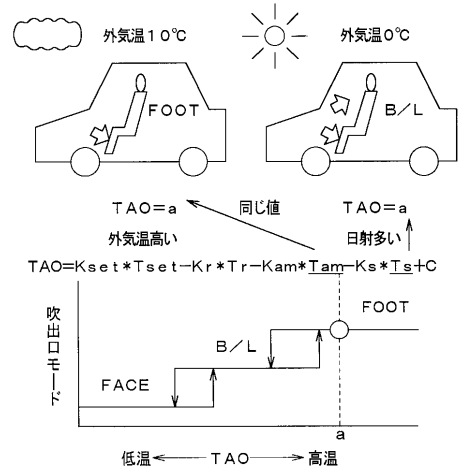 外気温10℃
外気温0℃
FOOT
B/L
TAO=a
同じ値
TAO=a
外気温高い
日射多い
TAO=Kset*Tset−Kr*Tr−Kam*Tam−Ks*Ts+C
吹出口モード
FOOT
B/L
FACE
a
低温
TAO
高温